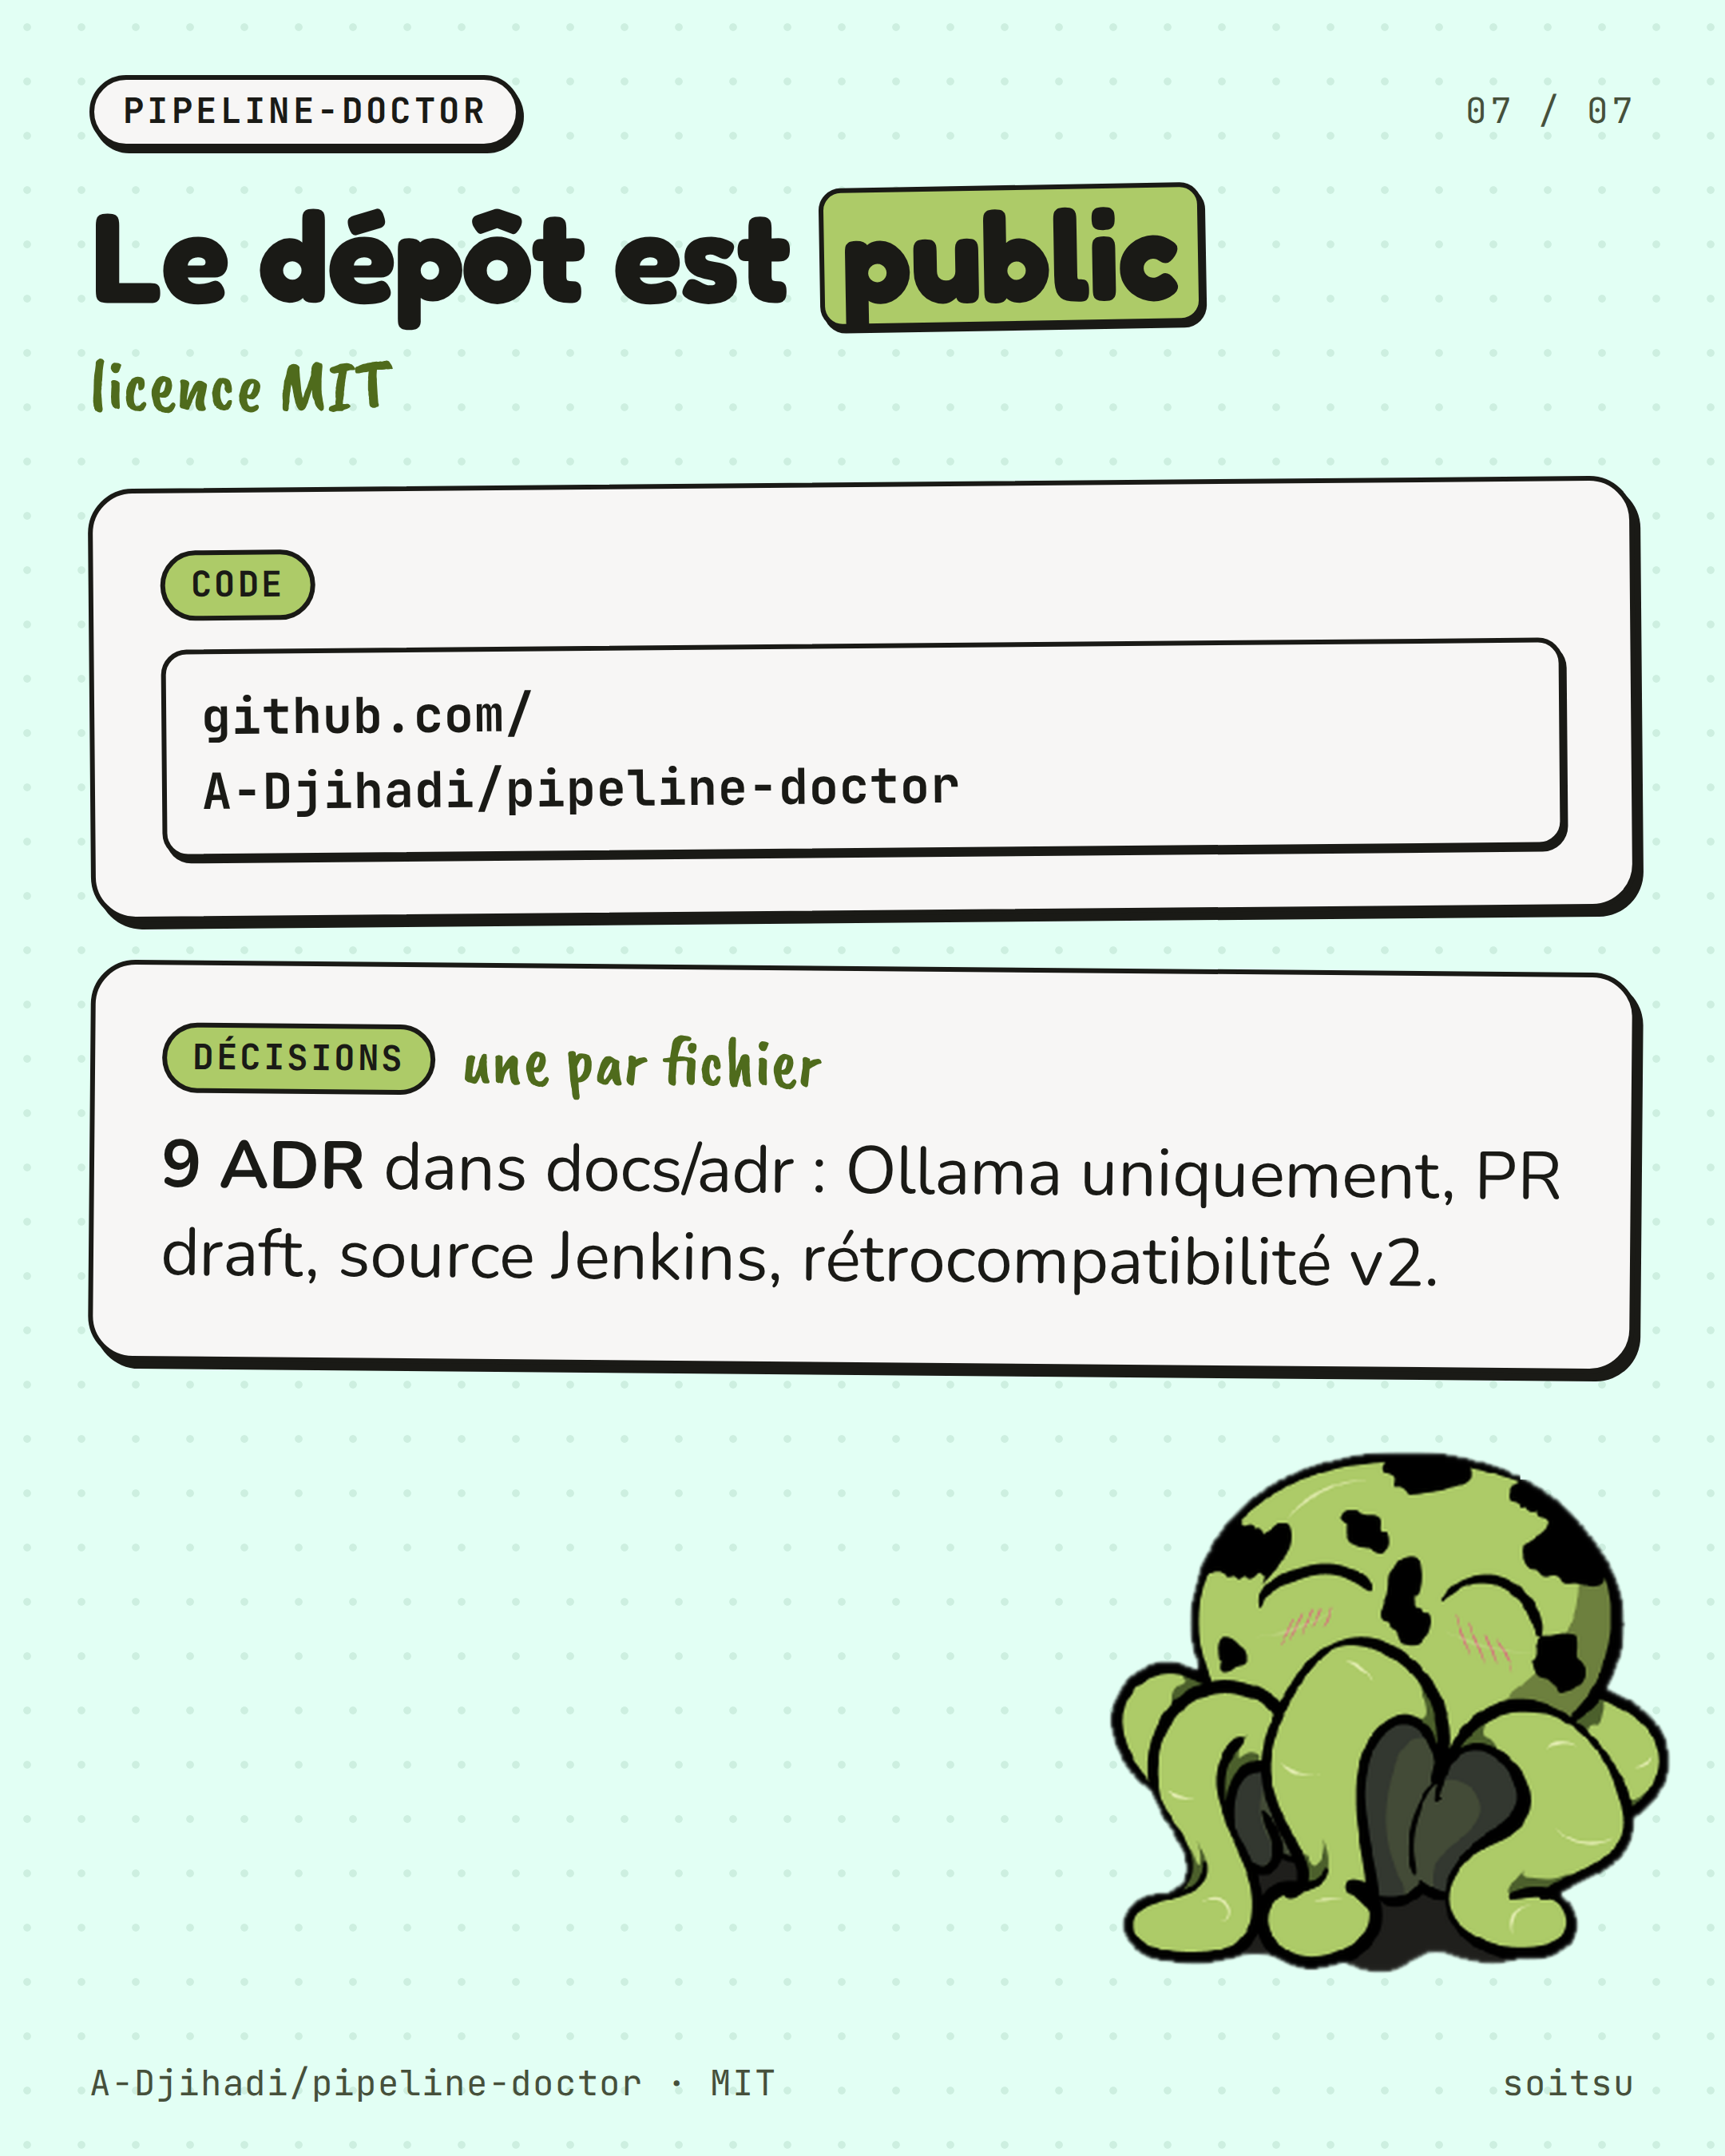 PIPELINE-DOCTOR
07 / 07
Le dépôt est public
licence MIT
CODE
github.com/
A-Djihadi/pipeline-doctor
DÉCISIONS une par fichier
9 ADR dans docs/adr : Ollama uniquement, PR
draft, source Jenkins, rétrocompatibilité v2.
A-Djihadi/pipeline-doctor · MIT
soitsu